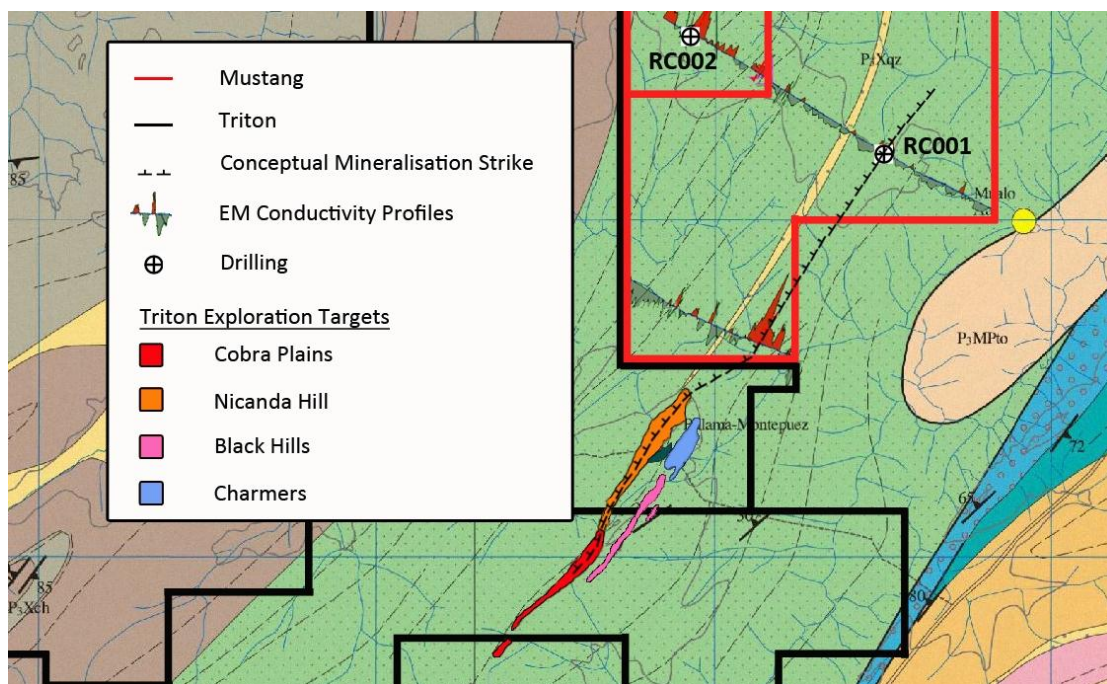 Mustang
Triton
Conceptual Mineralisation Strike
EM Conductivity Profiles
Drilling
Triton Exploration Targets
Cobra Plains
Nicanda Hill
Black Hills
Charmers
RC002
P₃Xqz
RC001
Mualo
P₃MPto
72
65
80
85
85
P₃Xch